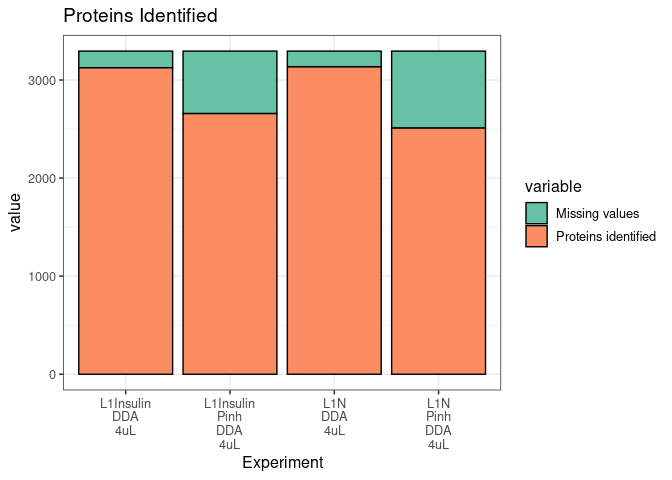 Proteins Identified
value
3000
2000
1000
0
L1Insulin
DDA
4uL
L1Insulin
Pinh
DDA
4uL
L1N
DDA
4uL
L1N
Pinh
DDA
4uL
Experiment
variable
Missing values
Proteins identified